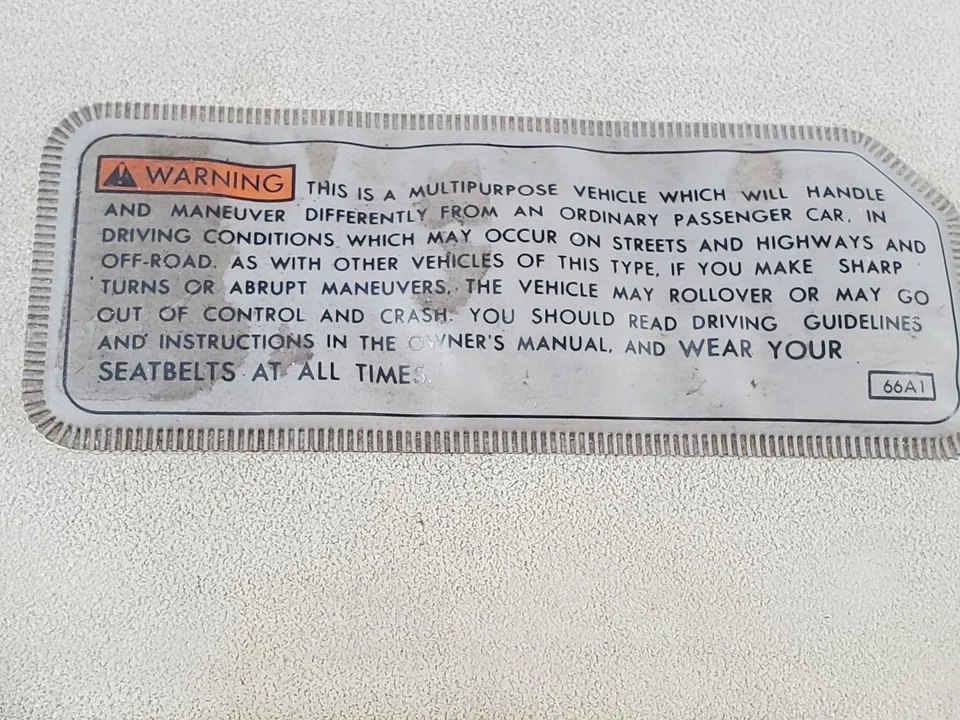 WARNING THIS IS A MULTIPURPOSE VEHICLE WHICH WILL HANDLE
AND MANEUVER DIFFERENTLY FROM AN ORDINARY PASSENGER CAR, IN
DRIVING CONDITIONS WHICH MAY OCCUR ON STREETS AND HIGHWAYS AND
OFF-ROAD. AS WITH OTHER VEHICLES OF THIS TYPE, IF YOU MAKE SHARP
TURNS OR ABRUPT MANEUVERS, THE VEHICLE MAY ROLLOVER OR MAY GO
OUT OF CONTROL AND CRASH. YOU SHOULD READ DRIVING GUIDELINES
AND INSTRUCTIONS IN THE OWNER'S MANUAL, AND WEAR YOUR
SEATBELTS AT ALL TIMES.
66A1